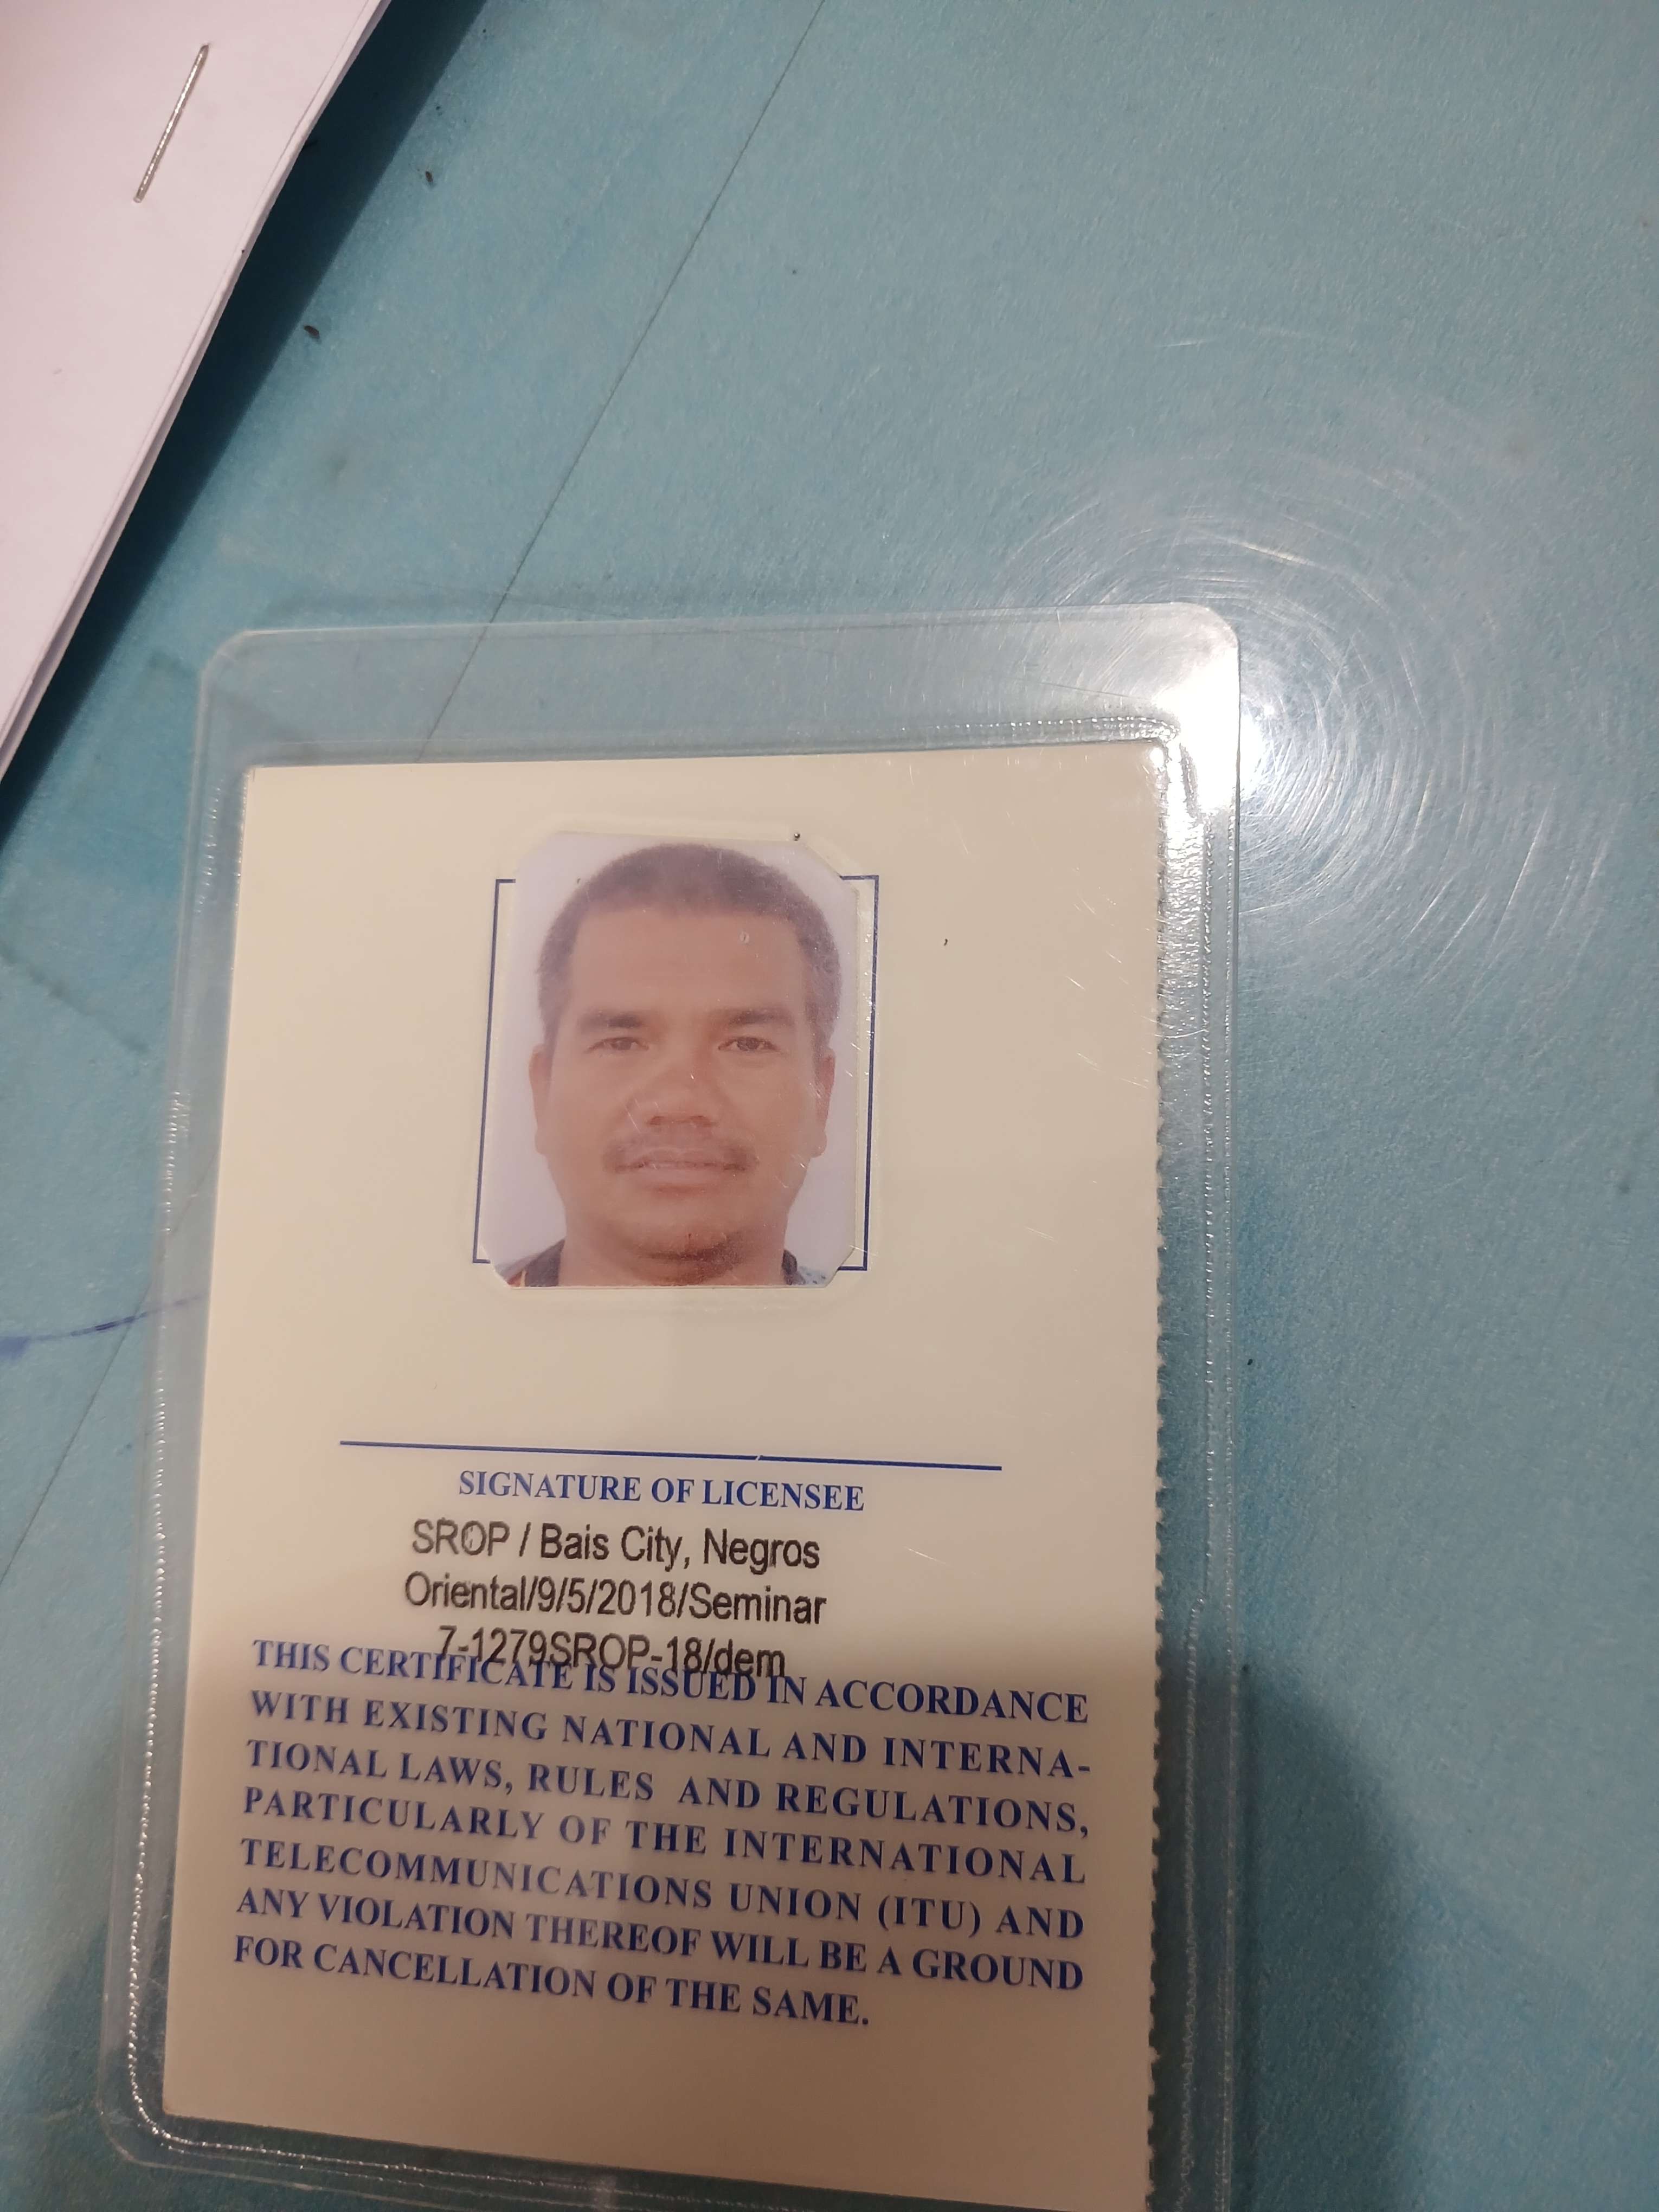 SIGNATURE OF LICENSEE
SROP / Bais City, Negros
Oriental/9/5/2018/Seminar
7-1279SROP-18/dem
THIS CERTIFICATE IS ISSUED IN ACCORDANCE
WITH EXISTING NATIONAL AND INTERNA-
TIONAL LAWS, RULES AND REGULATIONS,
PARTICULARLY OF THE INTERNATIONAL
TELECOMMUNICATIONS UNION (ITU) AND
ANY VIOLATION THEREOF WILL BE A GROUND
FOR CANCELLATION OF THE SAME.